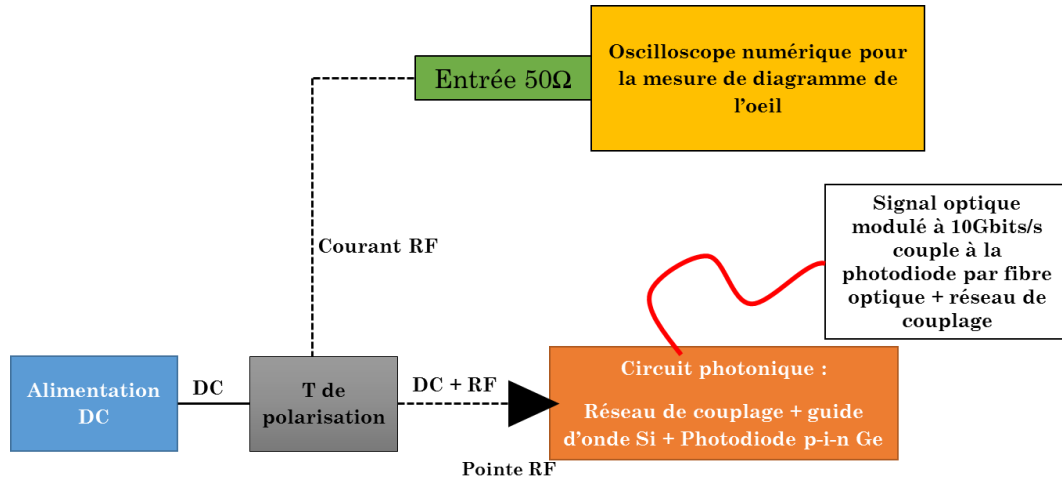 Oscilloscope numérique pour
la mesure de diagramme de
l'oeil
Entrée 50Ω
Signal optique
modulé à 10Gbits/s
couple à la
photodiode par fibre
optique + réseau de
couplage
Courant RF
Alimentation
DC
DC
T de
polarisation
DC + RF
Pointe RF
Circuit photonique :
Réseau de couplage + guide
d'onde Si + Photodiode p-i-n Ge